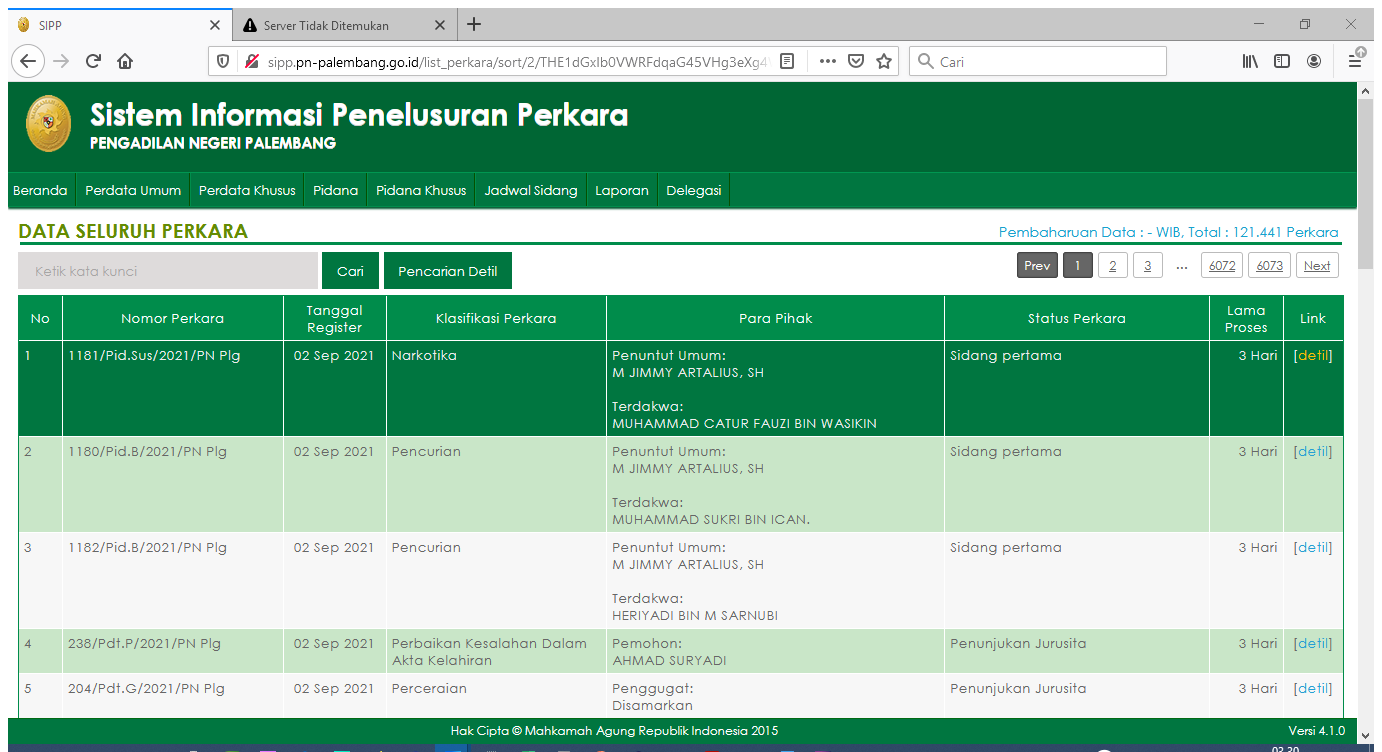 SIPP
Server Tidak Ditemukan
sipp.pn-palembang.go.id/list_perkara/sort/2/
Cari
Sistem Informasi Penelusuran Perkara
PENGADILAN NEGERI PALEMBANG
Beranda Perdata Umum Perdata Khusus Pidana Pidana Khusus Jadwal Sidang Laporan Delegasi
DATA SELURUH PERKARA
Pembaharuan Data : - WIB, Total : 121.441 Perkara
Ketik kata kunci Cari Pencarian Detil
Prev 1 2 3 ... 6072 6073 Next
No Nomor Perkara Tanggal Register Klasifikasi Perkara Para Pihak Status Perkara Lama Proses Link
1 1181/Pid.Sus/2021/PN Plg 02 Sep 2021 Narkotika Penuntut Umum: Sidang pertama 3 Hari [detil]
M JIMMY ARTALIUS, SH
Terdakwa:
MUHAMMAD CATUR FAUZI BIN WASIKIN
2 1180/Pid.B/2021/PN Plg 02 Sep 2021 Pencurian Penuntut Umum: Sidang pertama 3 Hari [detil]
M JIMMY ARTALIUS, SH
Terdakwa:
MUHAMMAD SUKRI BIN ICAN.
3 1182/Pid.B/2021/PN Plg 02 Sep 2021 Pencurian Penuntut Umum: Sidang pertama 3 Hari [detil]
M JIMMY ARTALIUS, SH
Terdakwa:
HERIYADI BIN M SARNUBI
4 238/Pdt.P/2021/PN Plg 02 Sep 2021 Perbaikan Kesalahan Dalam Pemohon: Penunjukan Jurusita 3 Hari [detil]
Akta Kelahiran AHMAD SURYADI
5 204/Pdt.G/2021/PN Plg 02 Sep 2021 Perceraian Penggugat: Penunjukan Jurusita 3 Hari [detil]
Disamarkan
Hak Cipta © Mahkamah Agung Republik Indonesia 2015
Versi 4.1.0